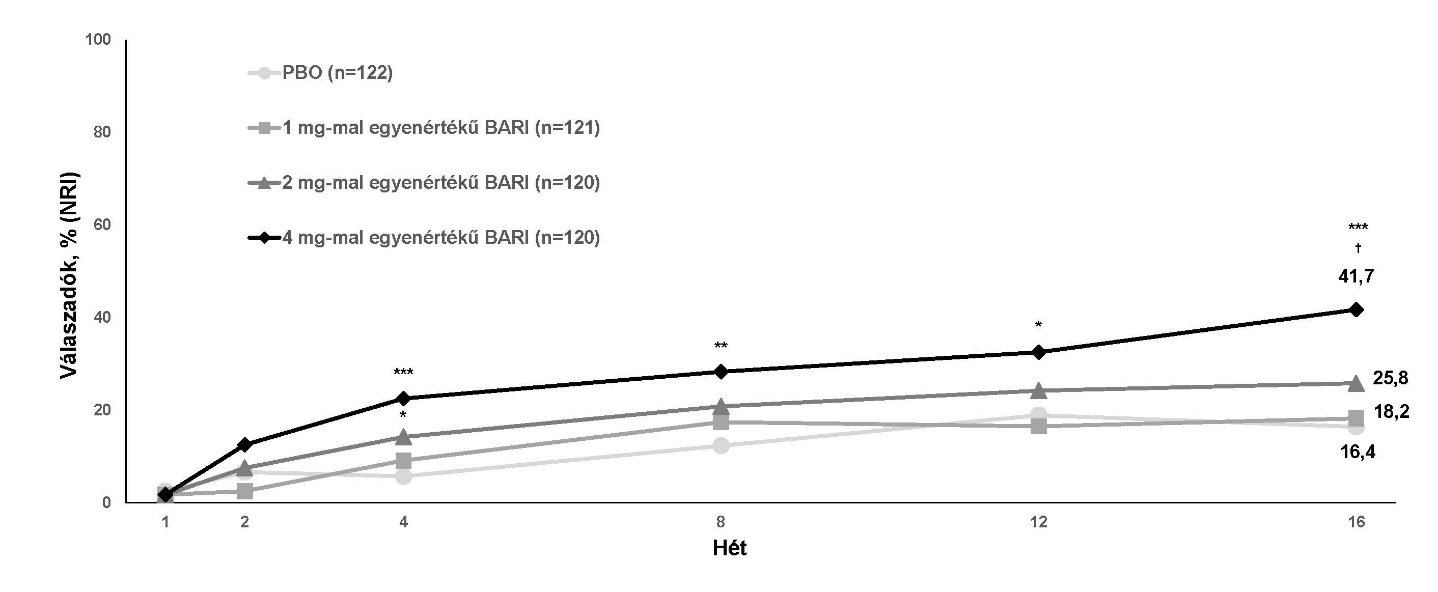 100
80
60
40
20
0
Válaszadók, % (NRI)
PBO (n=122)
1 mg-mal egyenértékű BARI (n=121)
2 mg-mal egyenértékű BARI (n=120)
4 mg-mal egyenértékű BARI (n=120)
***
*
**
*
***
†
41,7
25,8
18,2
16,4
1 2 4 8 12 16
Hét